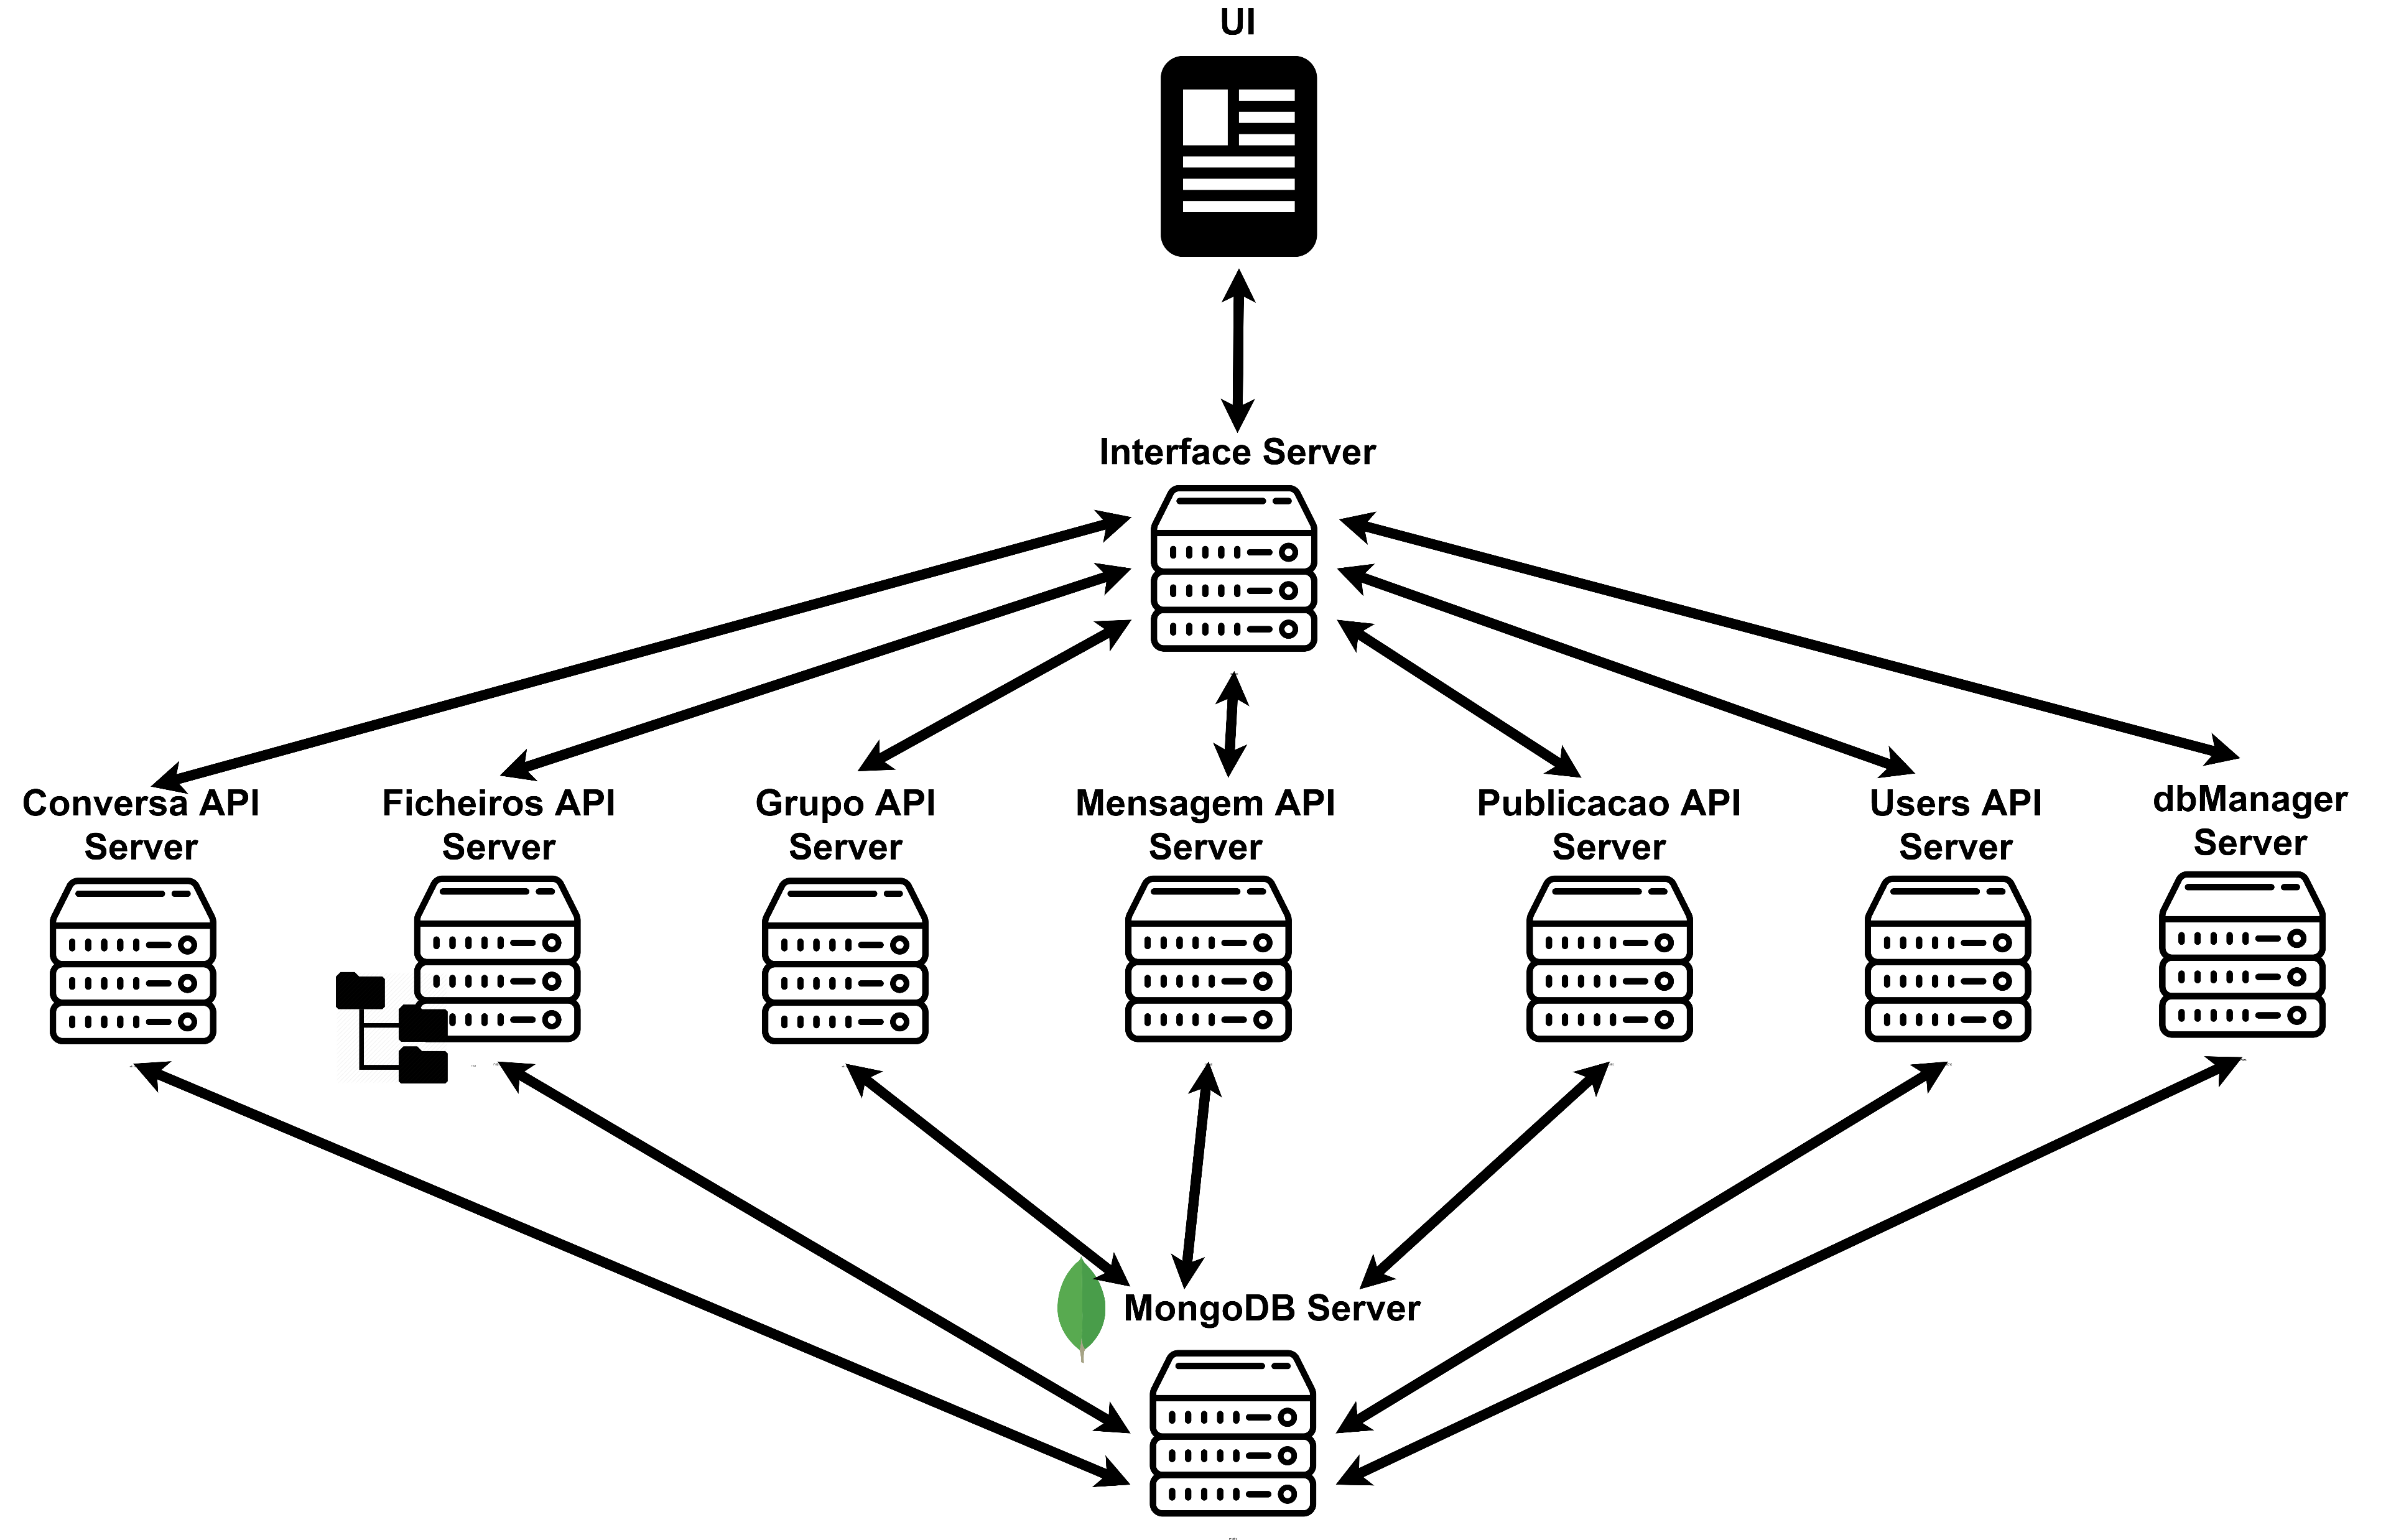 UI
Interface Server
Conversa API
Server
Ficheiros API
Server
Grupo API
Server
Mensagem API
Server
Publicacao API
Server
Users API
Server
dbManager
Server
MongoDB Server